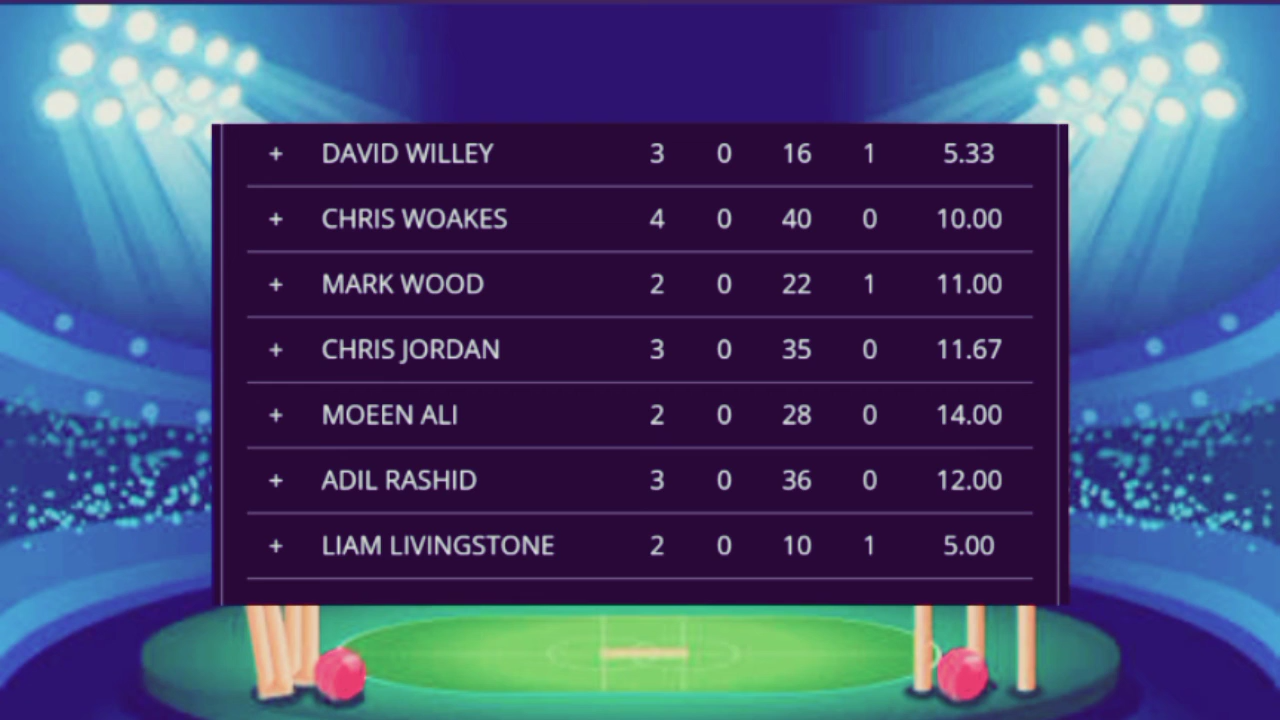 + DAVID WILLEY 3 0 16 1 5.33
+ CHRIS WOAKES 4 0 40 0 10.00
+ MARK WOOD 2 0 22 1 11.00
+ CHRIS JORDAN 3 0 35 0 11.67
+ MOEEN ALI 2 0 28 0 14.00
+ ADIL RASHID 3 0 36 0 12.00
+ LIAM LIVINGSTONE 2 0 10 1 5.00